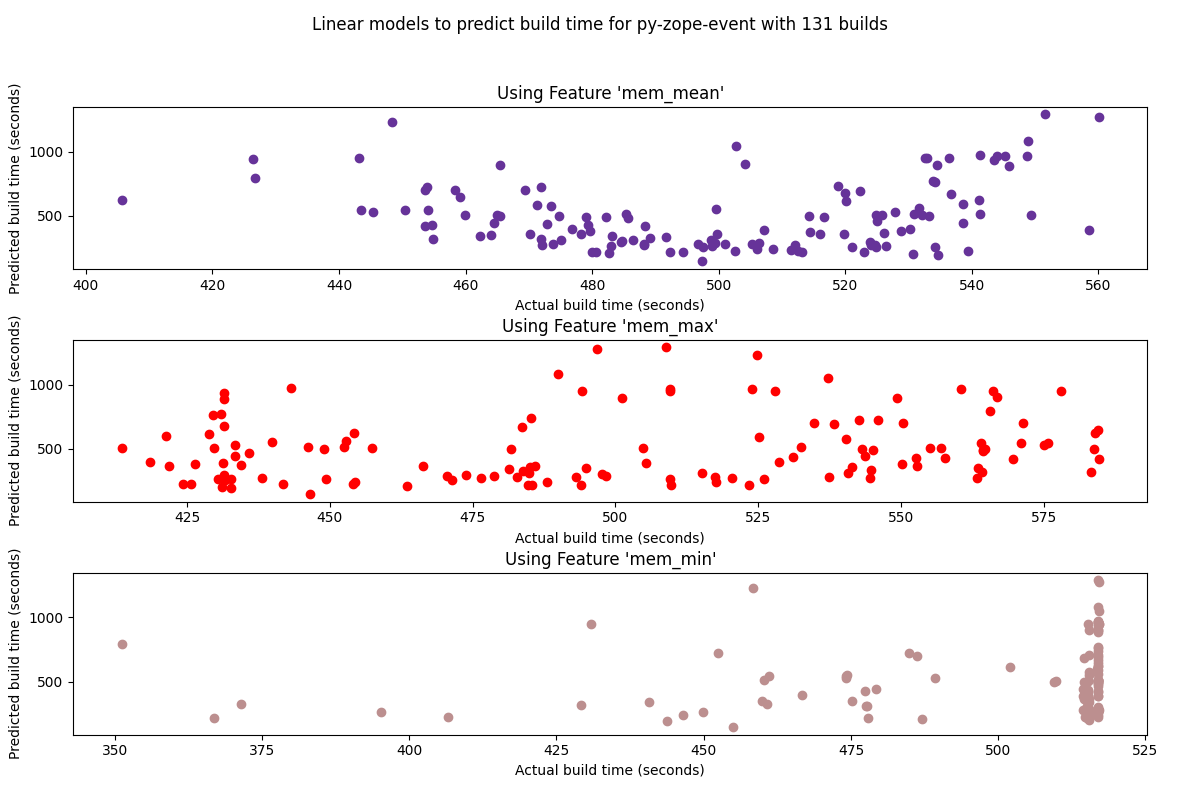 Linear models to predict build time for py-zope-event with 131 builds
Using Feature 'mem_mean'
Predicted build time (seconds)
1000
500
400 420 440 460 480 500 520 540 560
Actual build time (seconds)
Using Feature 'mem_max'
Predicted build time (seconds)
1000
500
425 450 475 500 525 550 575
Actual build time (seconds)
Using Feature 'mem_min'
Predicted build time (seconds)
1000
500
350 375 400 425 450 475 500 525
Actual build time (seconds)